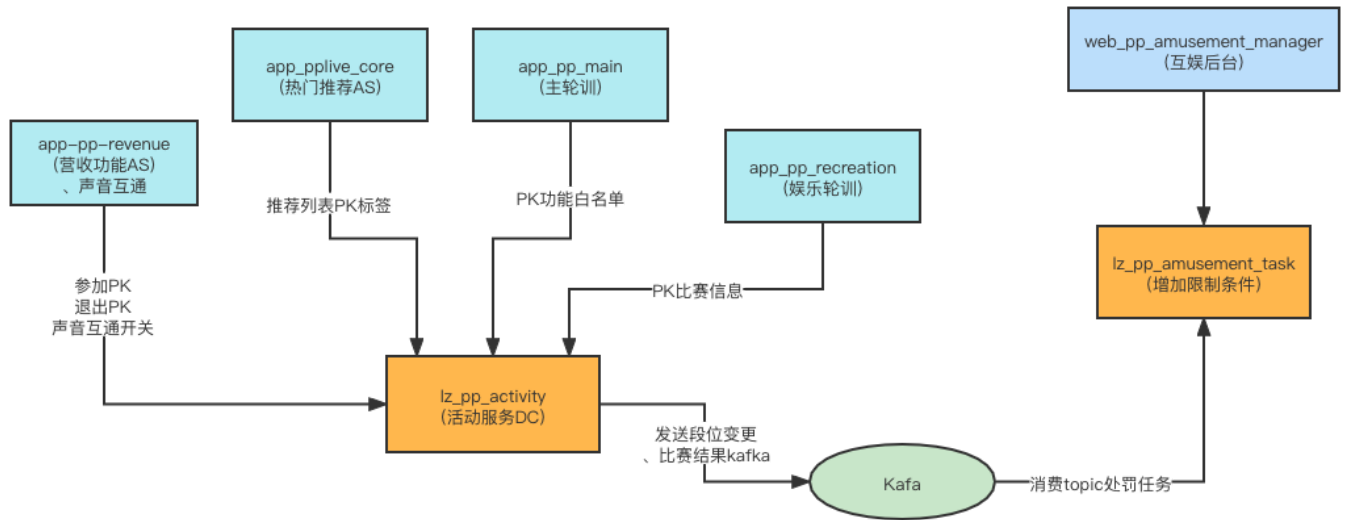 web_pp_amusement_manager
(互娱后台)
app_pplive_core
(热门推荐AS)
app_pp_main
(主轮训)
app-pp-revenue
(营收功能AS)
、声音互通
app_pp_recreation
(娱乐轮训)
推荐列表PK标签
PK功能白名单
lz_pp_amusement_task
(增加限制条件)
参加PK
退出PK
声音互通开关
PK比赛信息
lz_pp_activity
(活动服务DC)
发送段位变更
、比赛结果kafka
Kafa
消费topic处罚任务